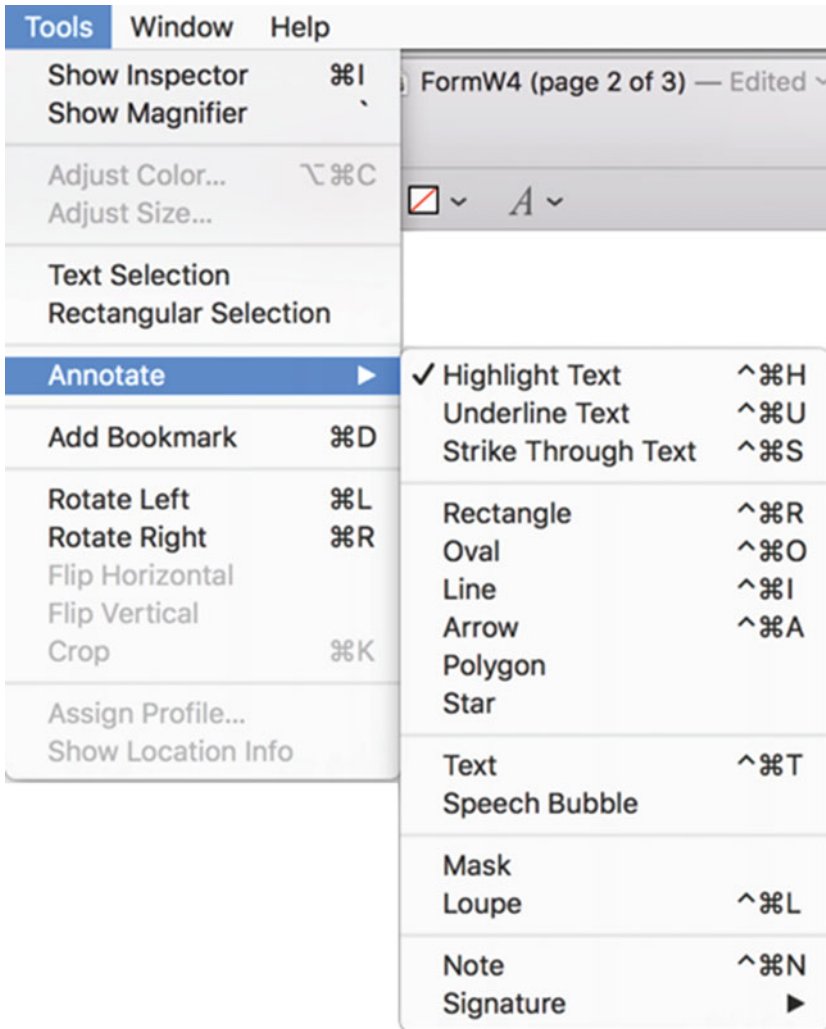 Tools Window Help
FormW4 (page 2 of 3) — Edited
A
Show Inspector ⌘I
Show Magnifier `
Adjust Color... ⌥⌘C
Adjust Size...
Text Selection
Rectangular Selection
Annotate ▶
Add Bookmark ⌘D
Rotate Left ⌘L
Rotate Right ⌘R
Flip Horizontal
Flip Vertical
Crop ⌘K
Assign Profile...
Show Location Info
✓ Highlight Text ^⌘H
Underline Text ^⌘U
Strike Through Text ^⌘S
Rectangle ^⌘R
Oval ^⌘O
Line ^⌘I
Arrow ^⌘A
Polygon
Star
Text ^⌘T
Speech Bubble
Mask
Loupe ^⌘L
Note ^⌘N
Signature ▶